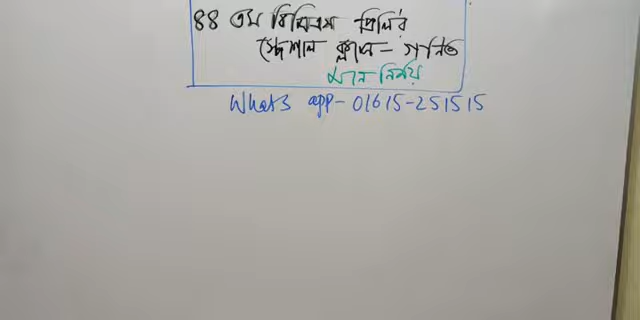 ৪৪ তম বিসিএস প্রিলির
স্পেশাল ক্লাস - গণিত
মান নির্ণয়
Whats app - 01615-251515